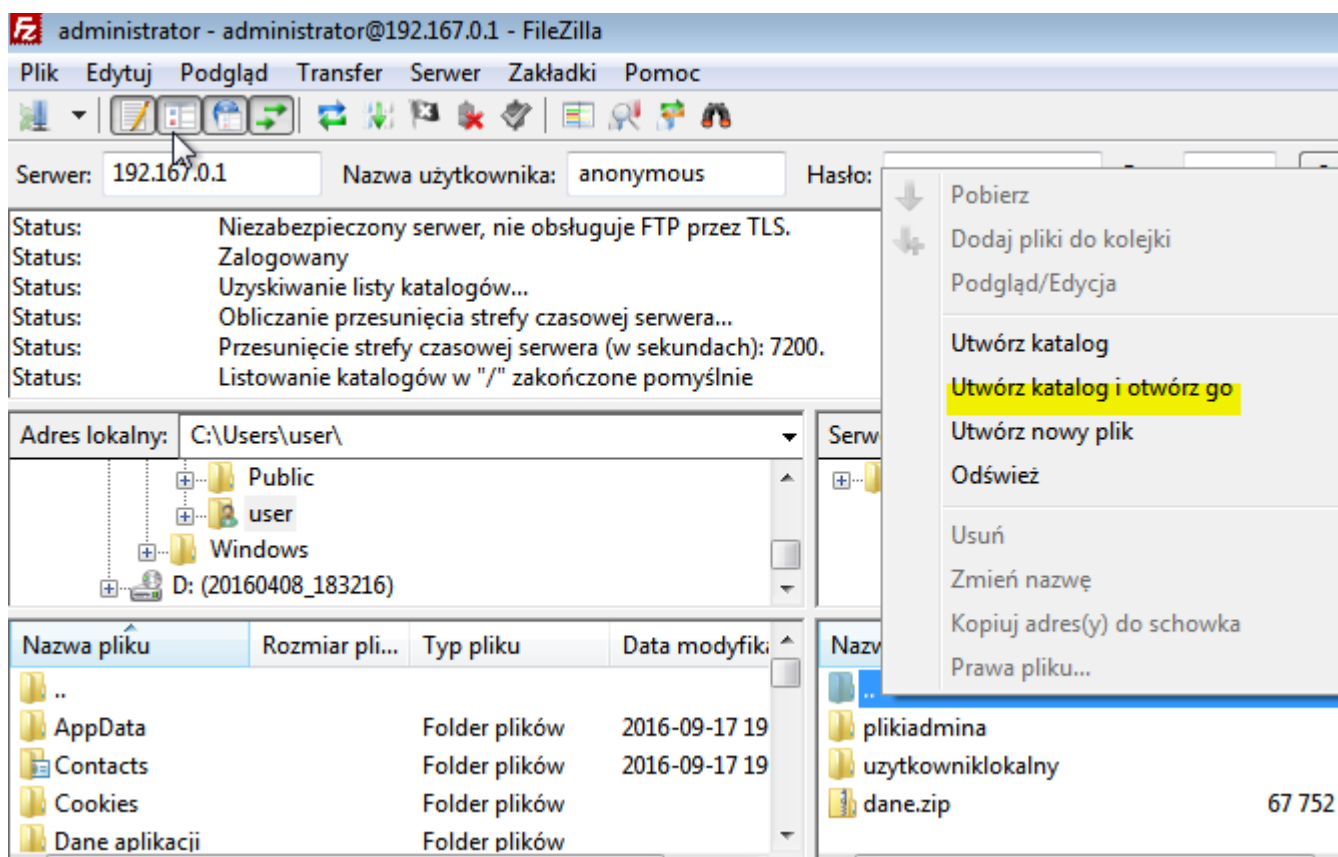 administrator - administrator@192.167.0.1 - FileZilla
Plik Edytuj Podgląd Transfer Serwer Zakładki Pomoc
Serwer: 192.167.0.1 Nazwa użytkownika: anonymous Hasło:
Status: Niezabezpieczony serwer, nie obsługuje FTP przez TLS.
Status: Zalogowany
Status: Uzyskiwanie listy katalogów...
Status: Obliczanie przesunięcia strefy czasowej serwera...
Status: Przesunięcie strefy czasowej serwera (w sekundach): 7200.
Status: Listowanie katalogów w "/" zakończone pomyślnie
Pobierz
Dodaj pliki do kolejki
Podgląd/Edycja
Utwórz katalog
Utwórz katalog i otwórz go
Utwórz nowy plik
Odśwież
Usuń
Zmień nazwę
Kopiuj adres(y) do schowka
Prawa pliku...
Adres lokalny: C:\Users\user\
Public
user
Windows
D: (20160408_183216)
Nazwa pliku Rozmiar pli... Typ pliku Data modyfik
..
AppData Folder plików 2016-09-17 19
Contacts Folder plików 2016-09-17 19
Cookies Folder plików
Dane aplikacji Folder plików
Serw
Nazw
..
plikiadmina
uzytkowniklokalny
dane.zip 67 752